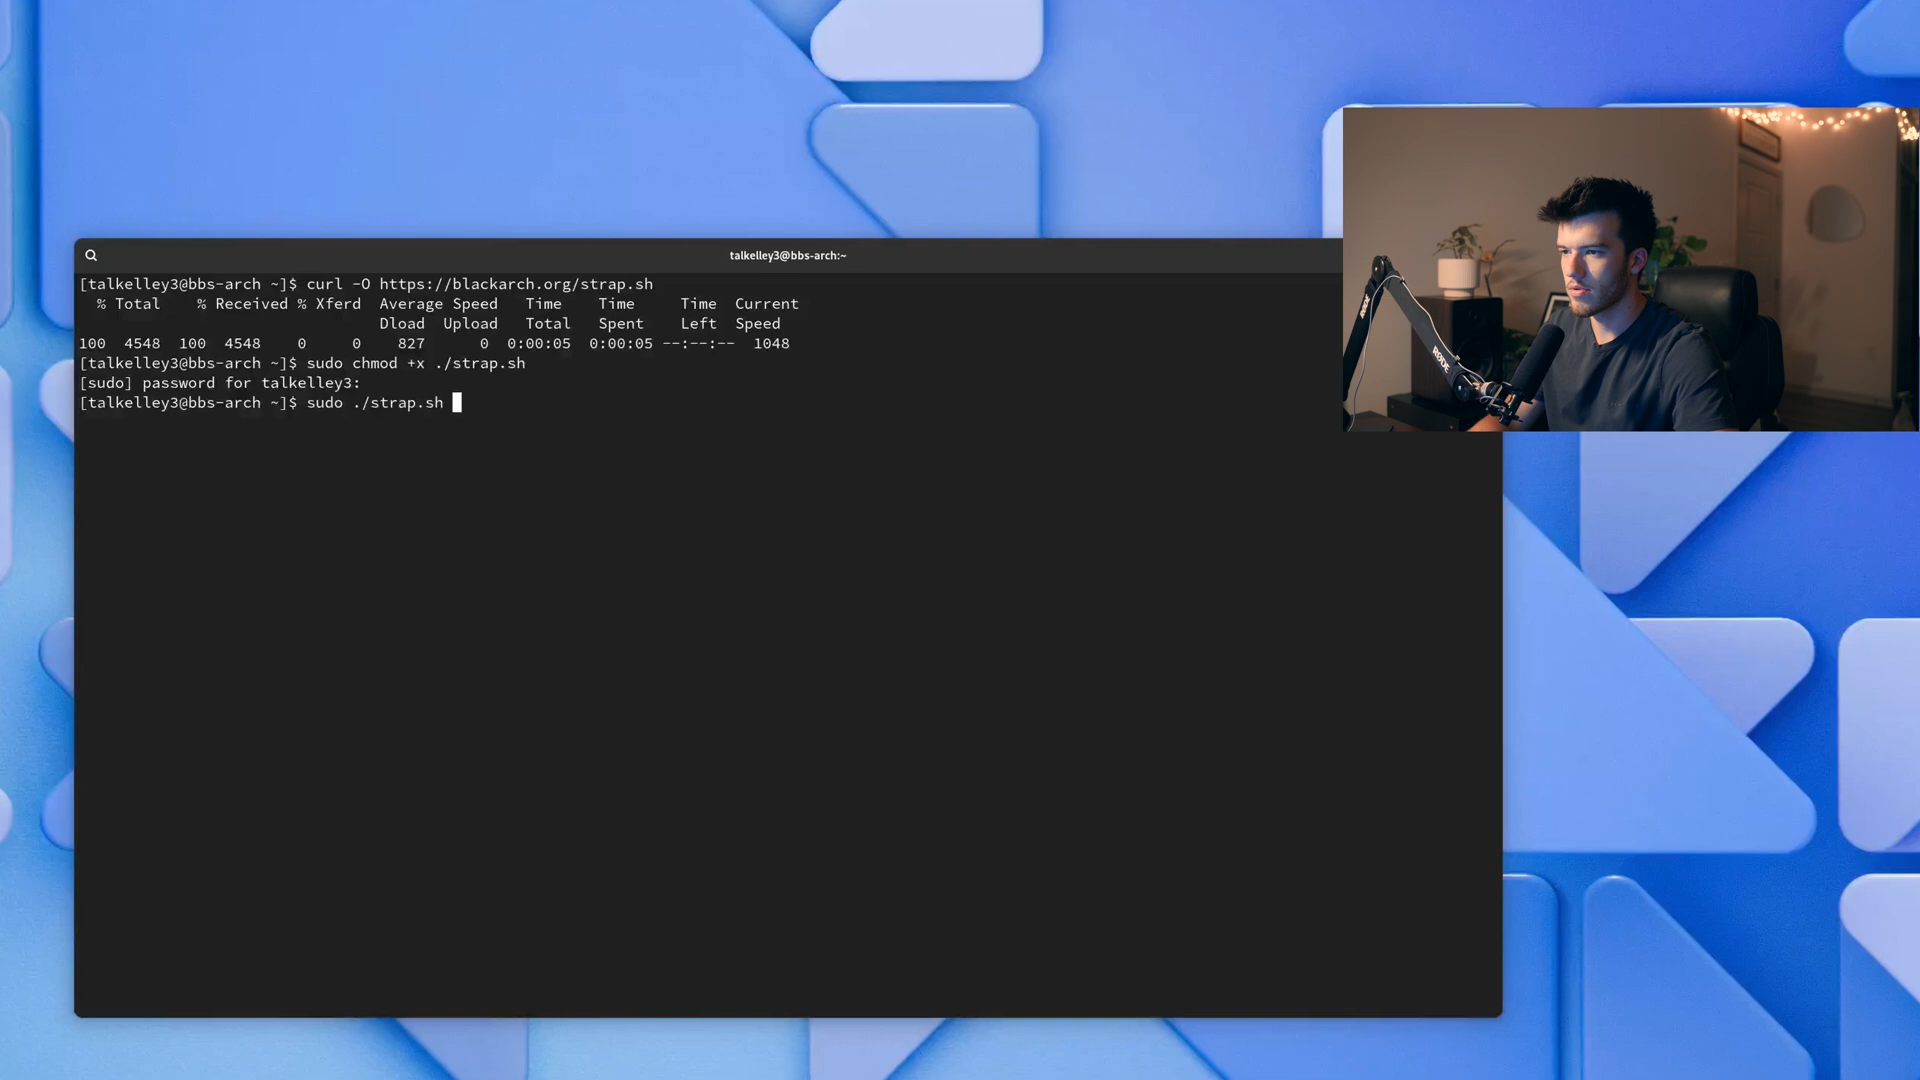 talkelley3@bbs-arch:~
[talkelley3@bbs-arch ~]$ curl -O https://blackarch.org/strap.sh
% Total % Received % Xferd Average Speed Time Time Time Current
Dload Upload Total Spent Left Speed
100 4548 100 4548 0 0 827 0 0:00:05 0:00:05 --:--:-- 1048
[talkelley3@bbs-arch ~]$ sudo chmod +x ./strap.sh
[sudo] password for talkelley3:
[talkelley3@bbs-arch ~]$ sudo ./strap.sh
RØDE
RØDE